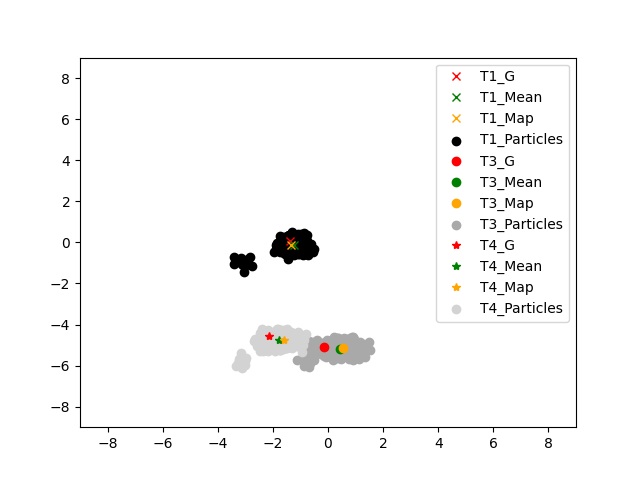 8
6
4
2
0
−2
−4
−6
−8
−8 −6 −4 −2 0 2 4 6 8
T1_G
T1_Mean
T1_Map
T1_Particles
T3_G
T3_Mean
T3_Map
T3_Particles
T4_G
T4_Mean
T4_Map
T4_Particles